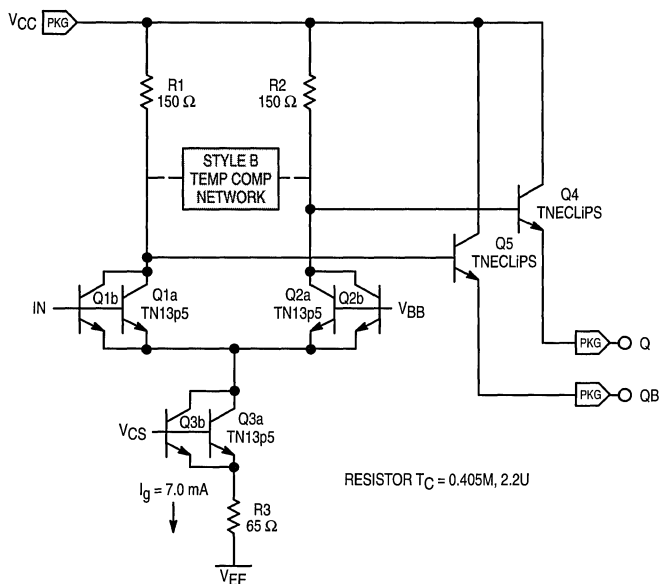 VCC PKG
R1
150 Ω
R2
150 Ω
STYLE B
TEMP COMP
NETWORK
Q4
TNECLiPS
Q5
TNECLiPS
IN
Q1b
Q1a
TN13p5
Q2a
TN13p5
Q2b
VBB
PKG Q
PKG QB
VCS
Q3b
Q3a
TN13p5
Ig = 7.0 mA
R3
65 Ω
RESISTOR TC = 0.405M, 2.2U
VEE